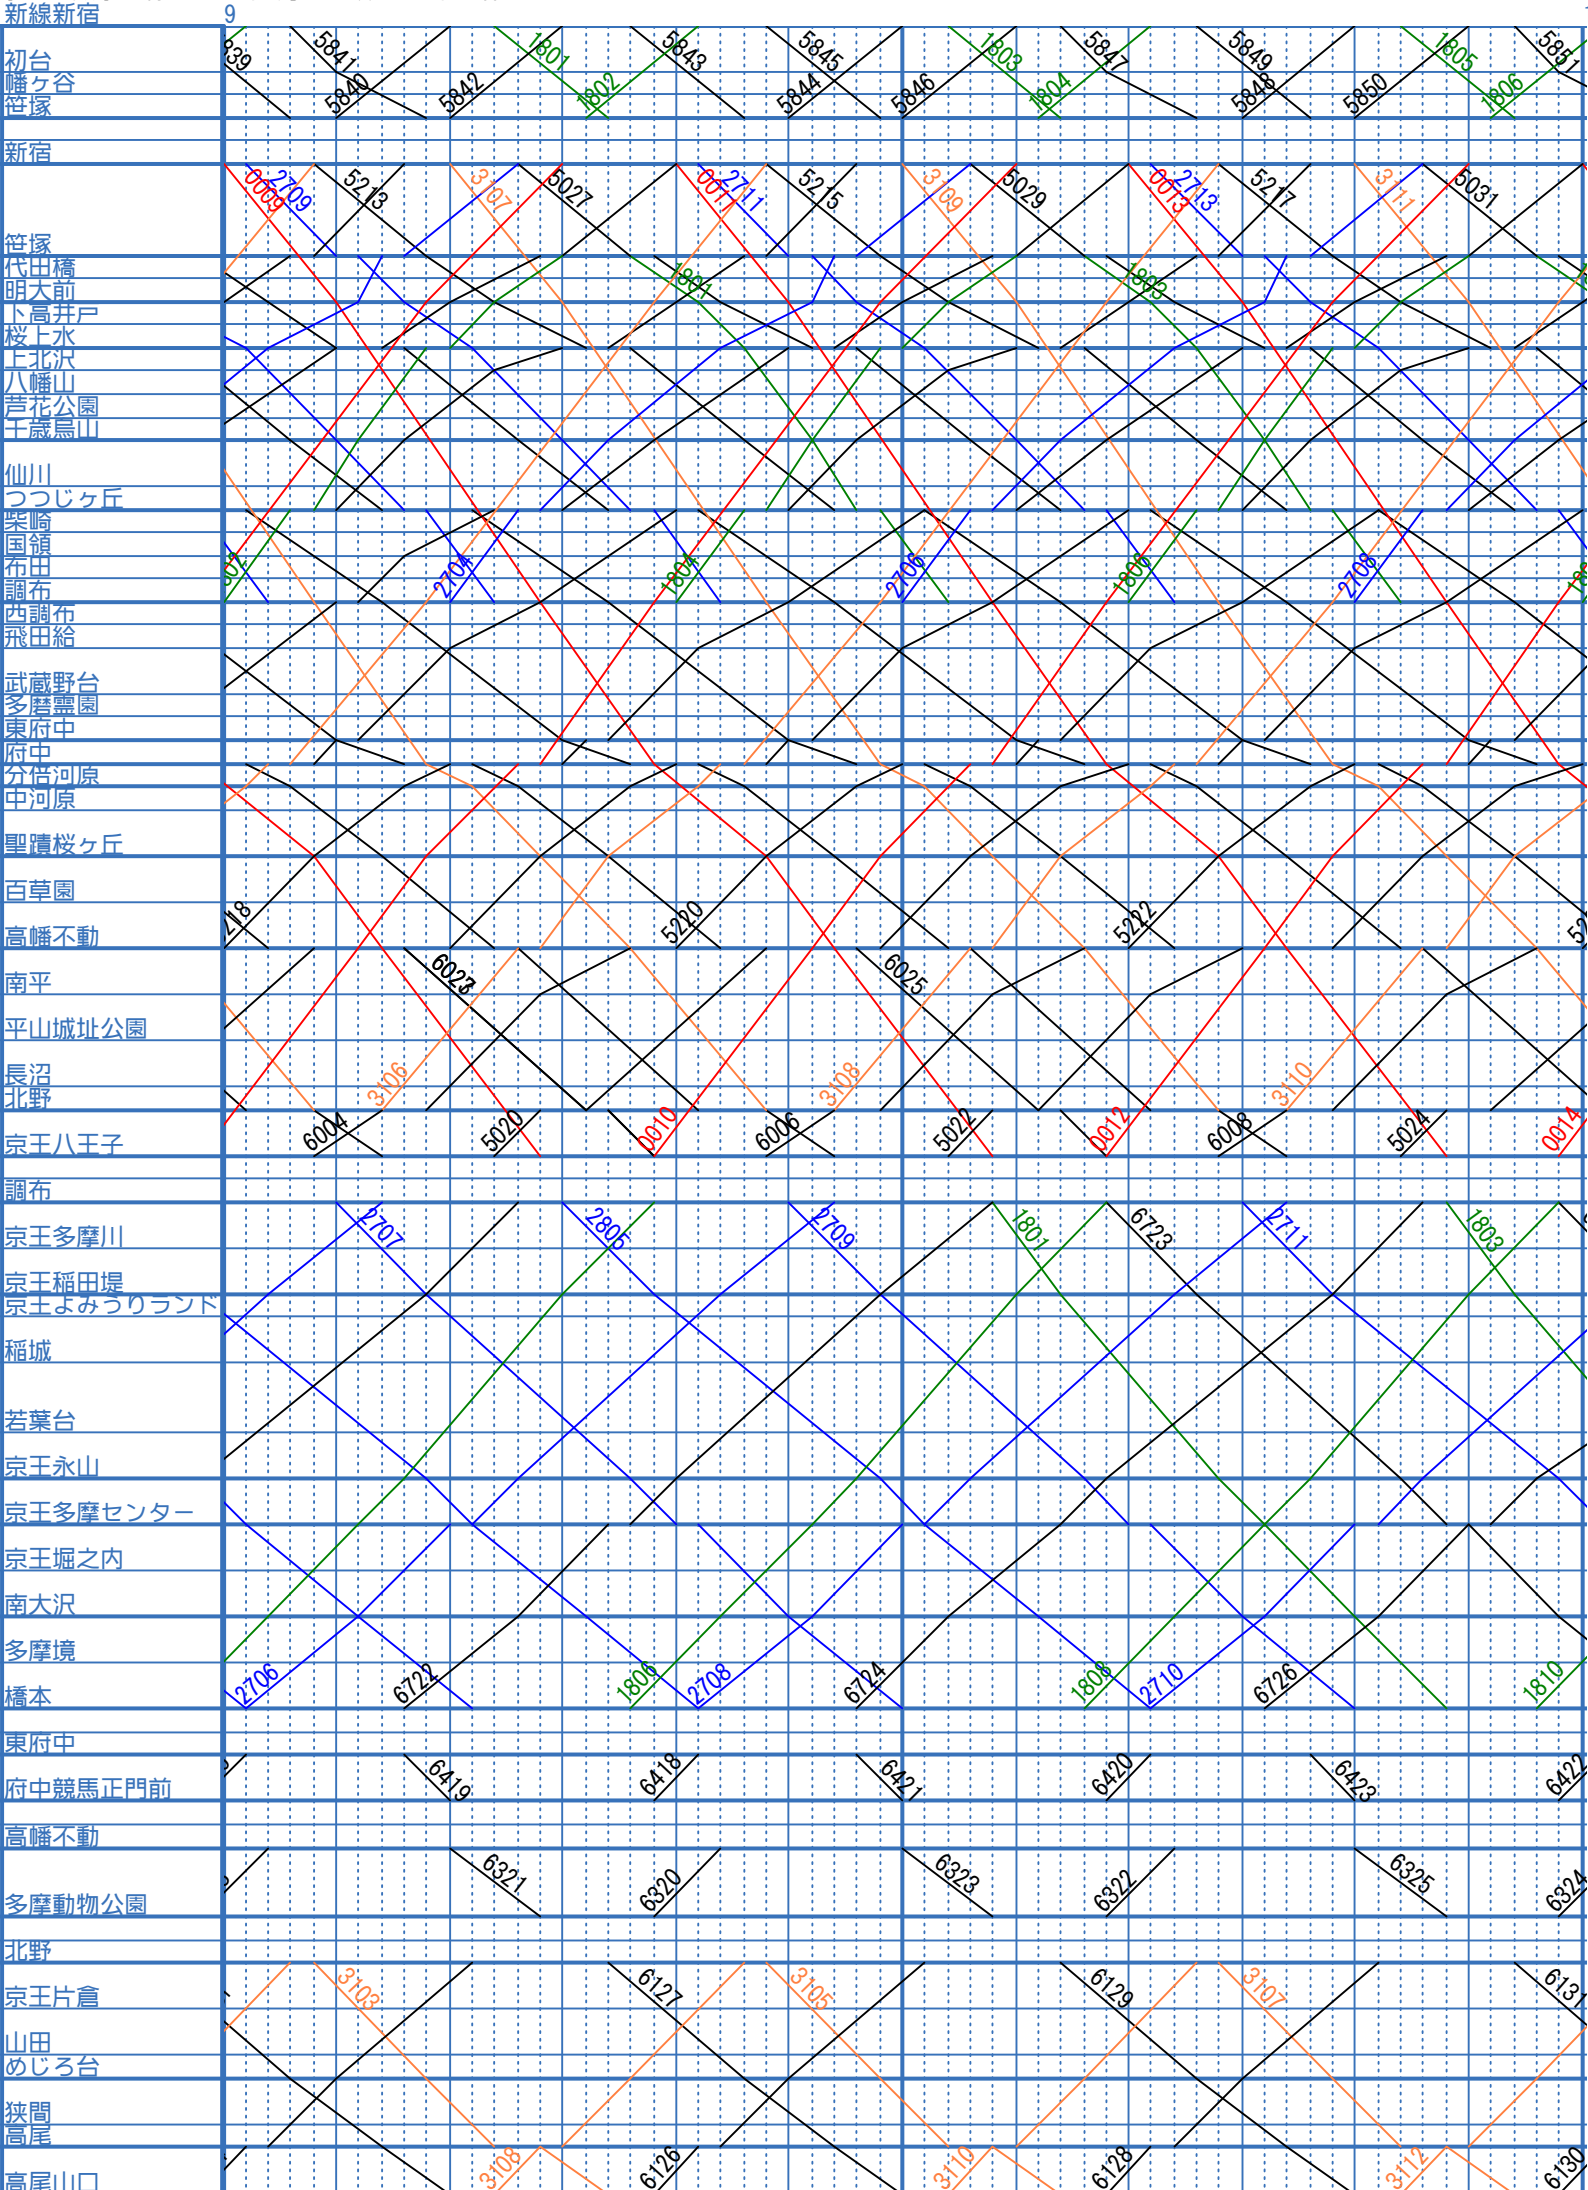 新線新宿 9
初台
幡ヶ谷
笹塚
839 5841 5840 5842 1801 1802 5843 5845 5844 5846 1803 1804 5847 5849 5848 5850 1805 1806 5851
新宿
0009 2709 5213 3107 5027 0011 2711 5215 3109 5029 0013 2713 5217 3111 5031
笹塚
代田橋
明大前
1801 1803
下高井戸
桜上水
上北沢
八幡山
芦花公園
千歳烏山
仙川
つつじヶ丘
柴崎
国領
布田
802 2704 1804 2706 1806 2708
調布
西調布
飛田給
武蔵野台
多磨霊園
東府中
府中
分倍河原
中河原
聖蹟桜ヶ丘
百草園
218 5220 5222
高幡不動
6023 6025
南平
平山城址公園
長沼
3106 3108 3110
北野
6004 5020 0010 6006 5022 0012 6008 5024 0014
京王八王子
調布
2707 2805 2709 1801 6723 2711 1803
京王多摩川
京王稲田堤
京王よみうりランド
稲城
若葉台
京王永山
京王多摩センター
京王堀之内
南大沢
多摩境
2706 6722 1806 2708 6724 1808 2710 6726 1810
橋本
東府中
6419 6418 6421 6420 6423 6422
府中競馬正門前
高幡不動
6321 6320 6323 6322 6325 6324
多摩動物公園
北野
3103 6127 3105 6129 3107 6131
京王片倉
山田
めじろ台
狭間
高尾
3108 6126 3110 6128 3112 6130
高尾山口